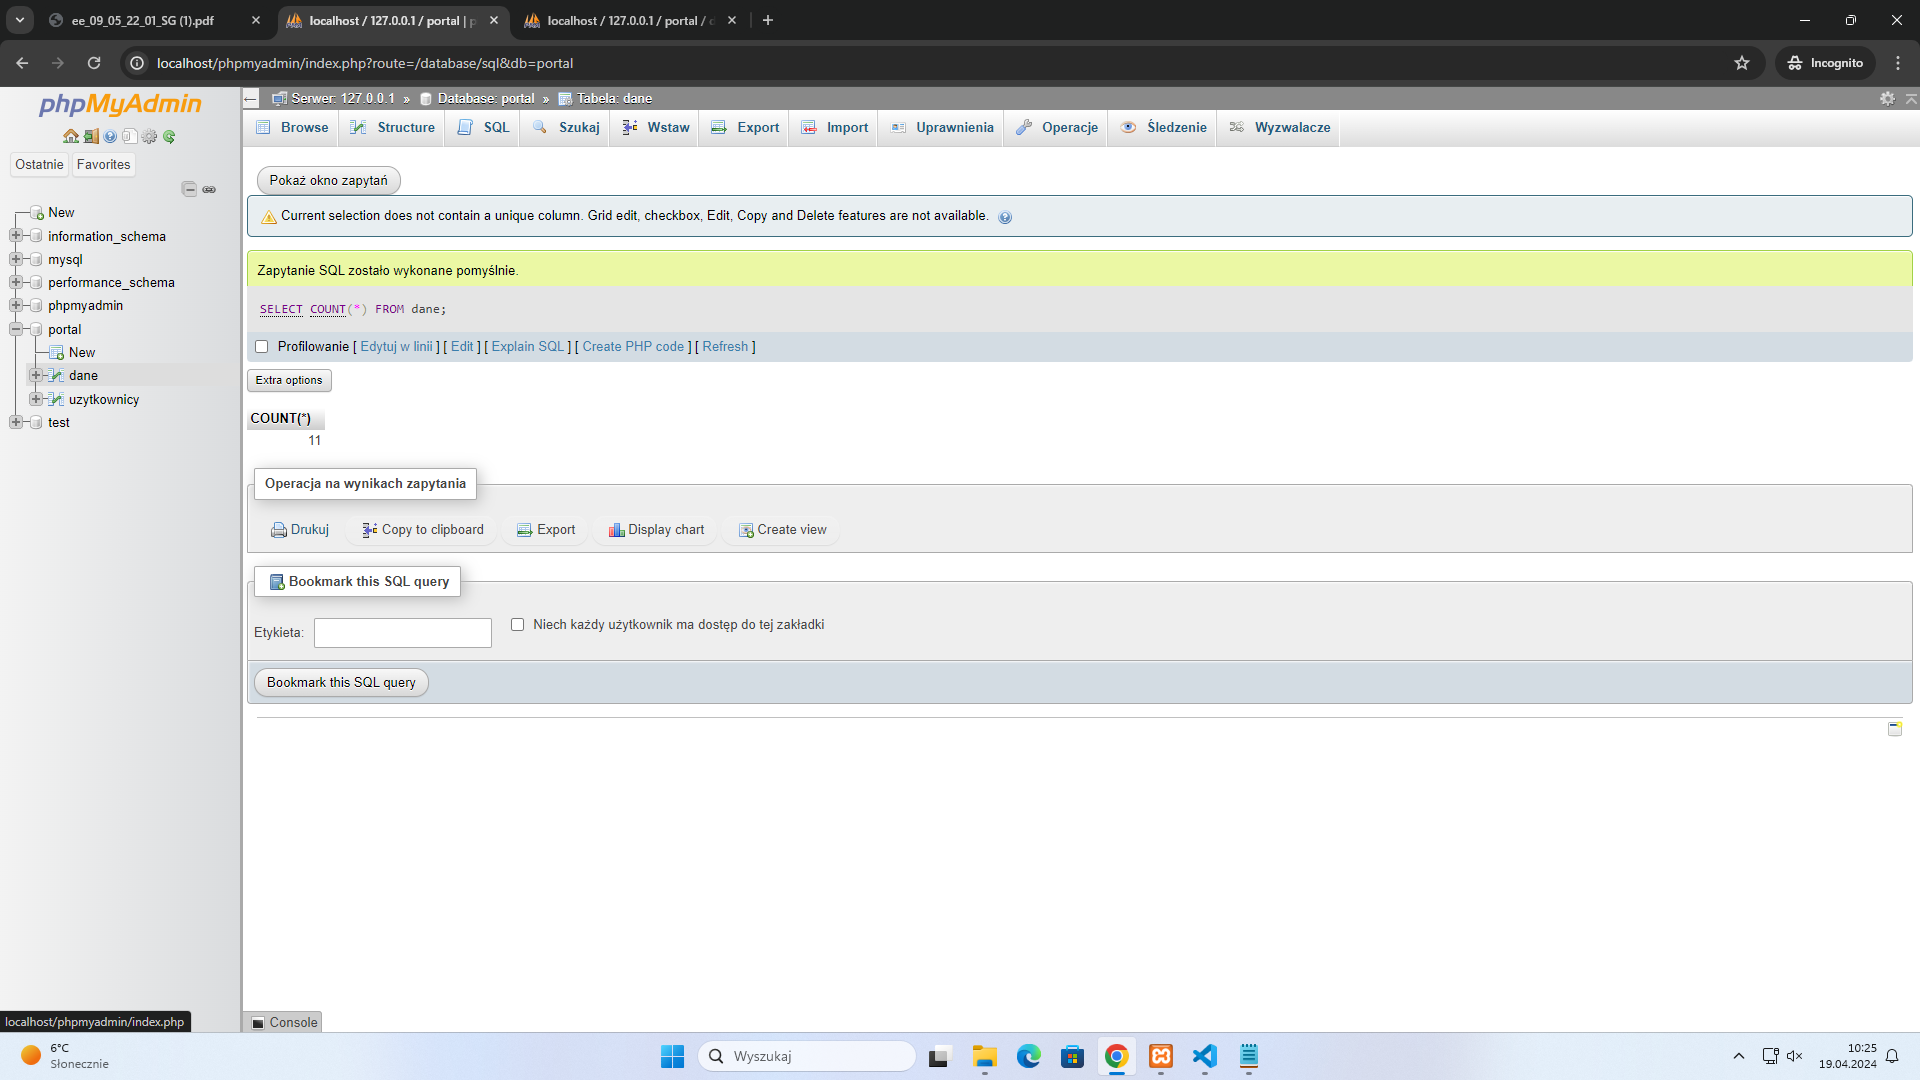 ee_09_05_22_01_SG (1).pdf
localhost / 127.0.0.1 / portal | p
localhost / 127.0.0.1 / portal / d
localhost/phpmyadmin/index.php?route=/database/sql&db=portal
Incognito
phpMyAdmin
Ostatnie
Favorites
New
information_schema
mysql
performance_schema
phpmyadmin
portal
New
dane
uzytkownicy
test
localhost/phpmyadmin/index.php
Serwer: 127.0.0.1 » Database: portal » Tabela: dane
Browse
Structure
SQL
Szukaj
Wstaw
Export
Import
Uprawnienia
Operacje
Śledzenie
Wyzwalacze
Pokaż okno zapytań
Current selection does not contain a unique column. Grid edit, checkbox, Edit, Copy and Delete features are not available.
Zapytanie SQL zostało wykonane pomyślnie.
SELECT COUNT(*) FROM dane;
Profilowanie [ Edytuj w linii ] [ Edit ] [ Explain SQL ] [ Create PHP code ] [ Refresh ]
Extra options
COUNT(*)
11
Operacja na wynikach zapytania
Drukuj
Copy to clipboard
Export
Display chart
Create view
Bookmark this SQL query
Etykieta:
Niech każdy użytkownik ma dostęp do tej zakładki
Bookmark this SQL query
Console
6°C
Słonecznie
Wyszukaj
10:25
19.04.2024